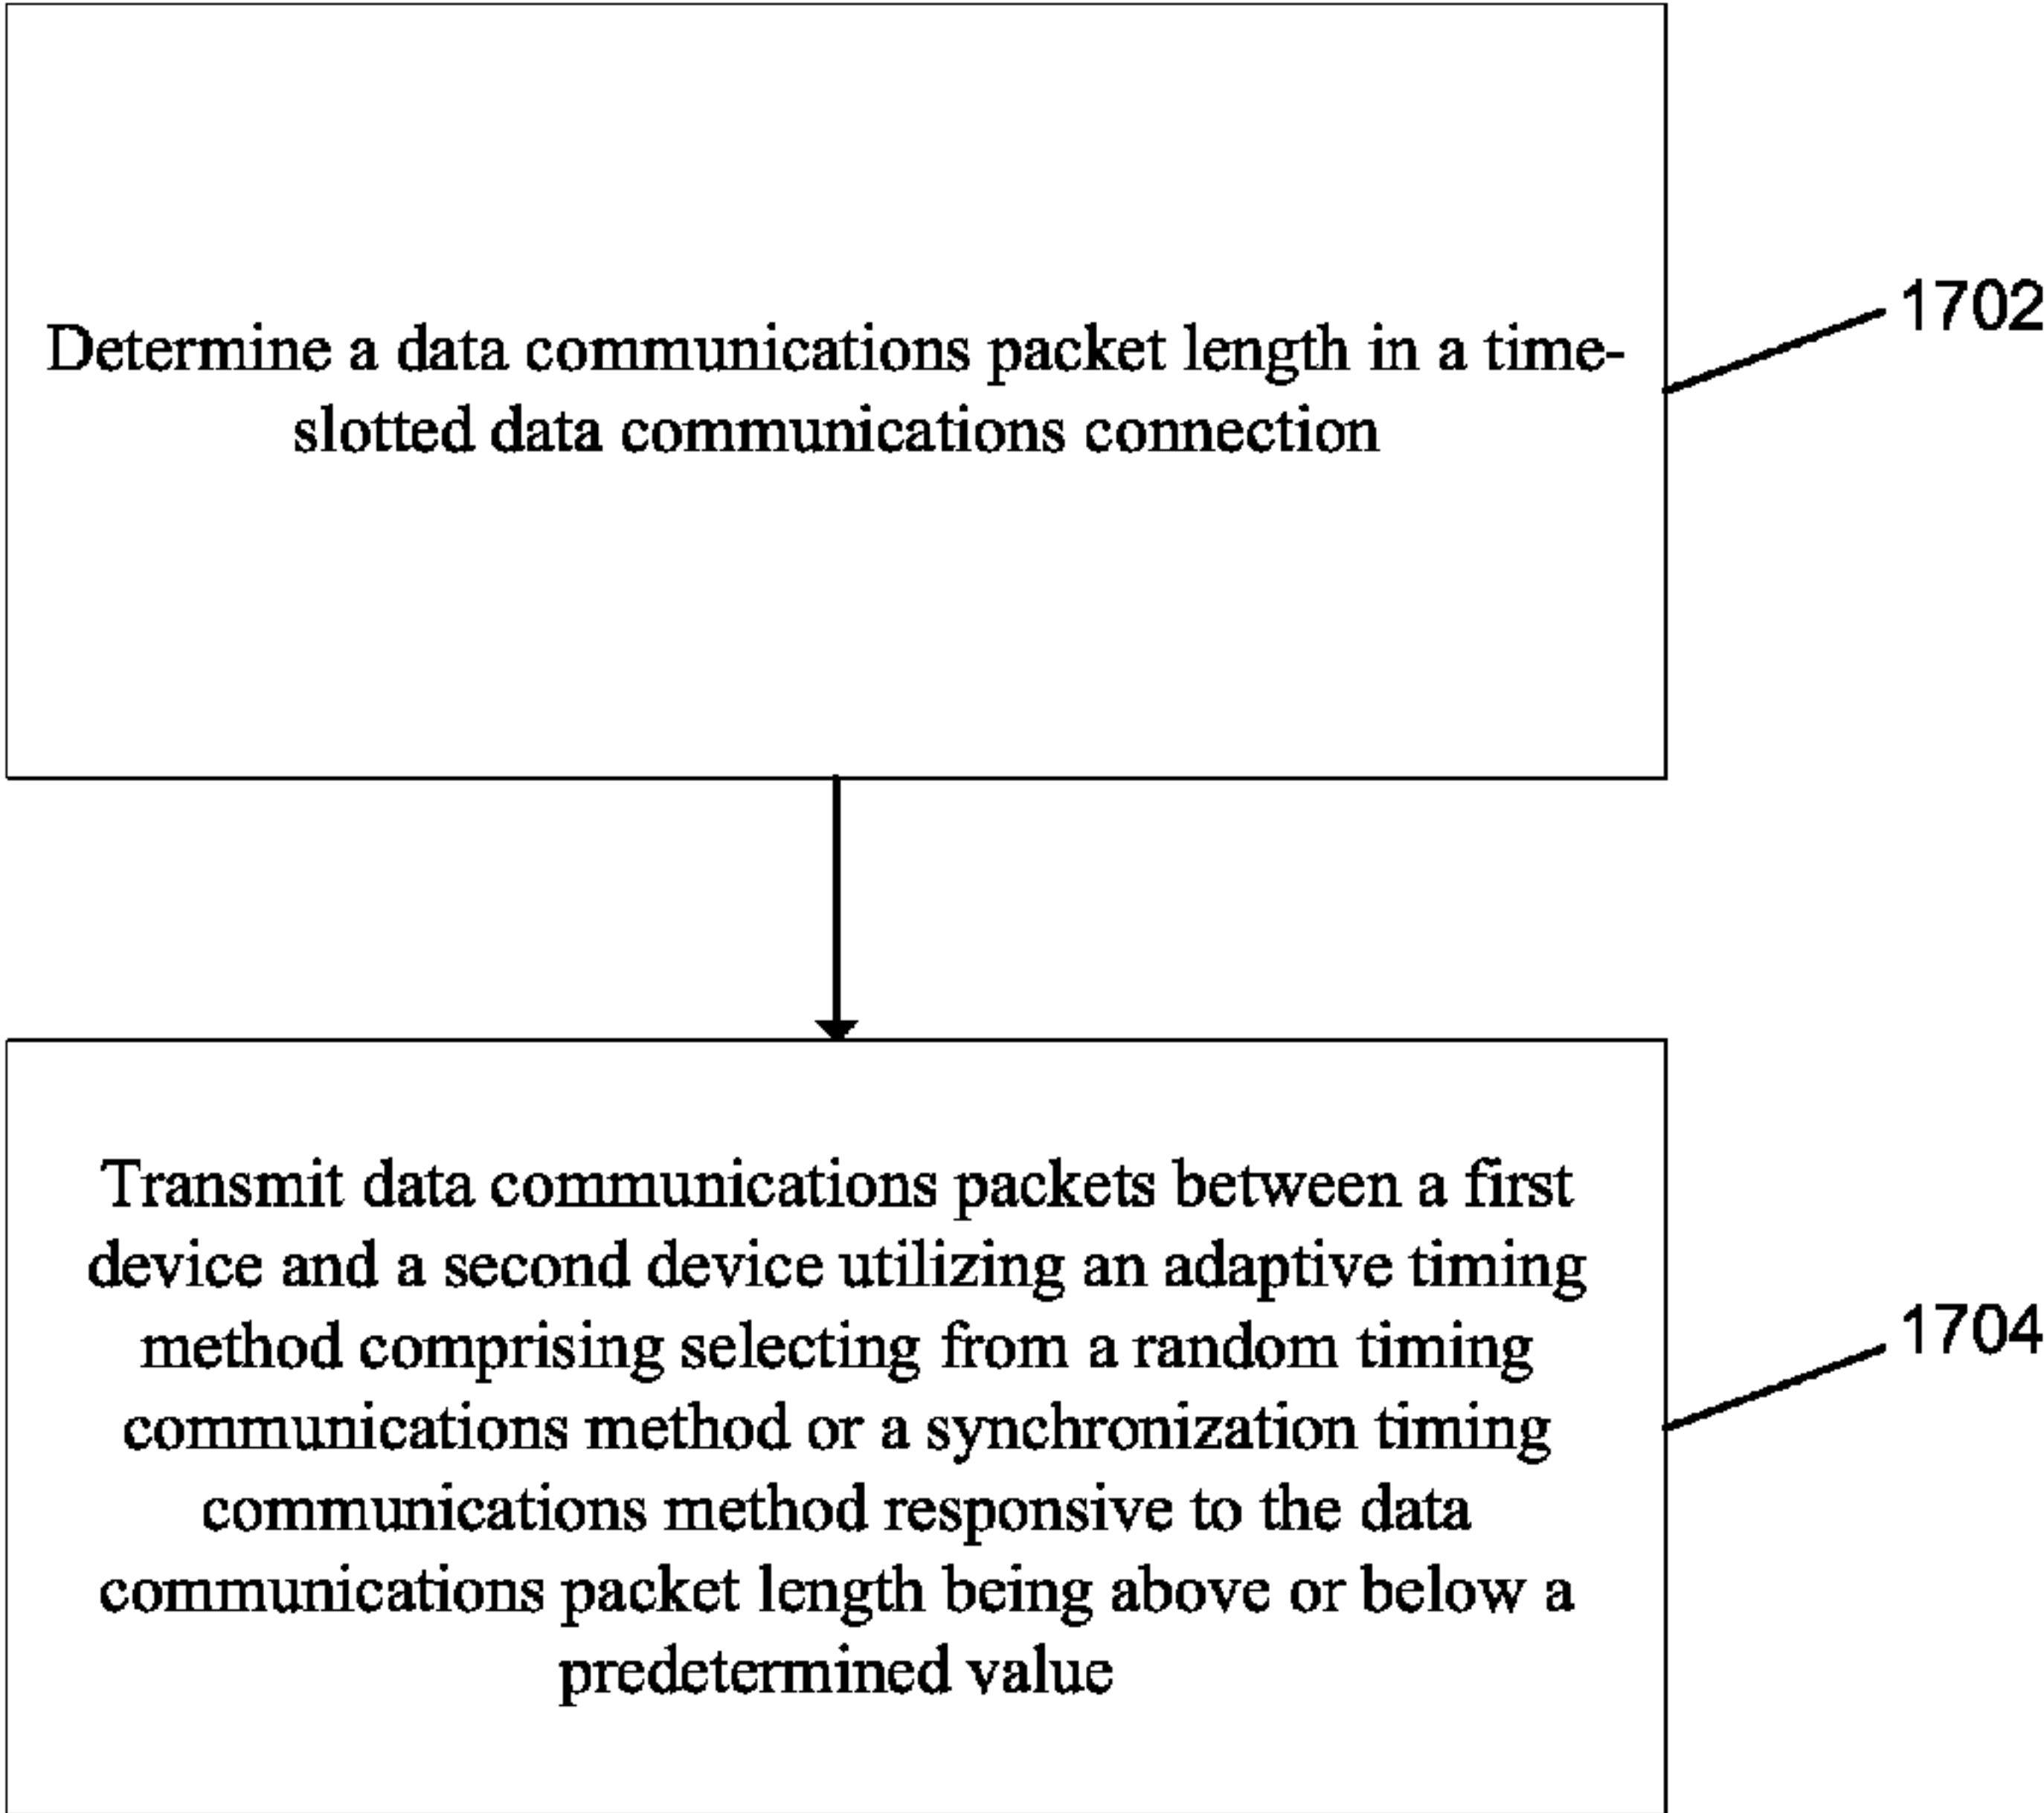 Determine a data communications packet length in a time-
slotted data communications connection
1702
Transmit data communications packets between a first
device and a second device utilizing an adaptive timing
method comprising selecting from a random timing
communications method or a synchronization timing
communications method responsive to the data
communications packet length being above or below a
predetermined value
1704